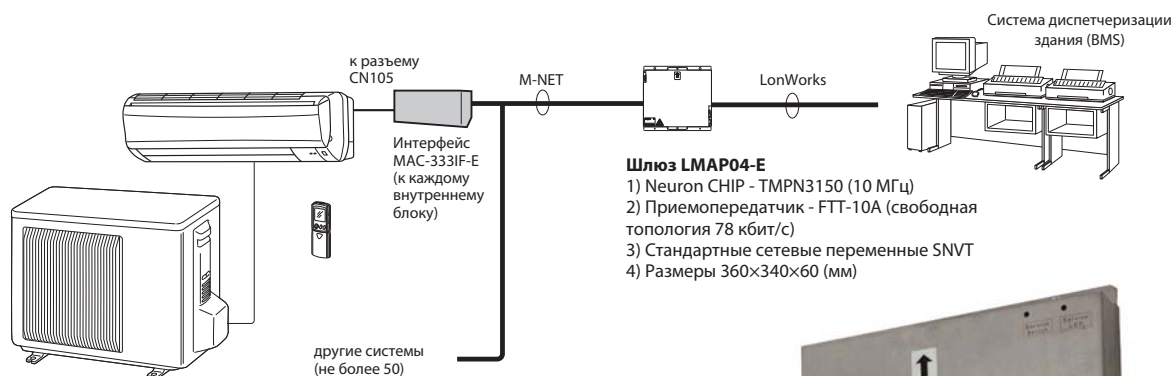 Система диспетчеризации
здания (BMS)
к разъему
CN105
M-NET
LonWorks
Интерфейс
MAC-333IF-E
(к каждому
внутреннему
блоку)
Шлюз LMAP04-E
1) Neuron CHIP - TMPN3150 (10 МГц)
2) Приемопередатчик - FTT-10A (свободная
топология 78 кбит/с)
3) Стандартные сетевые переменные SNVT
4) Размеры 360×340×60 (мм)
другие системы
(не более 50)